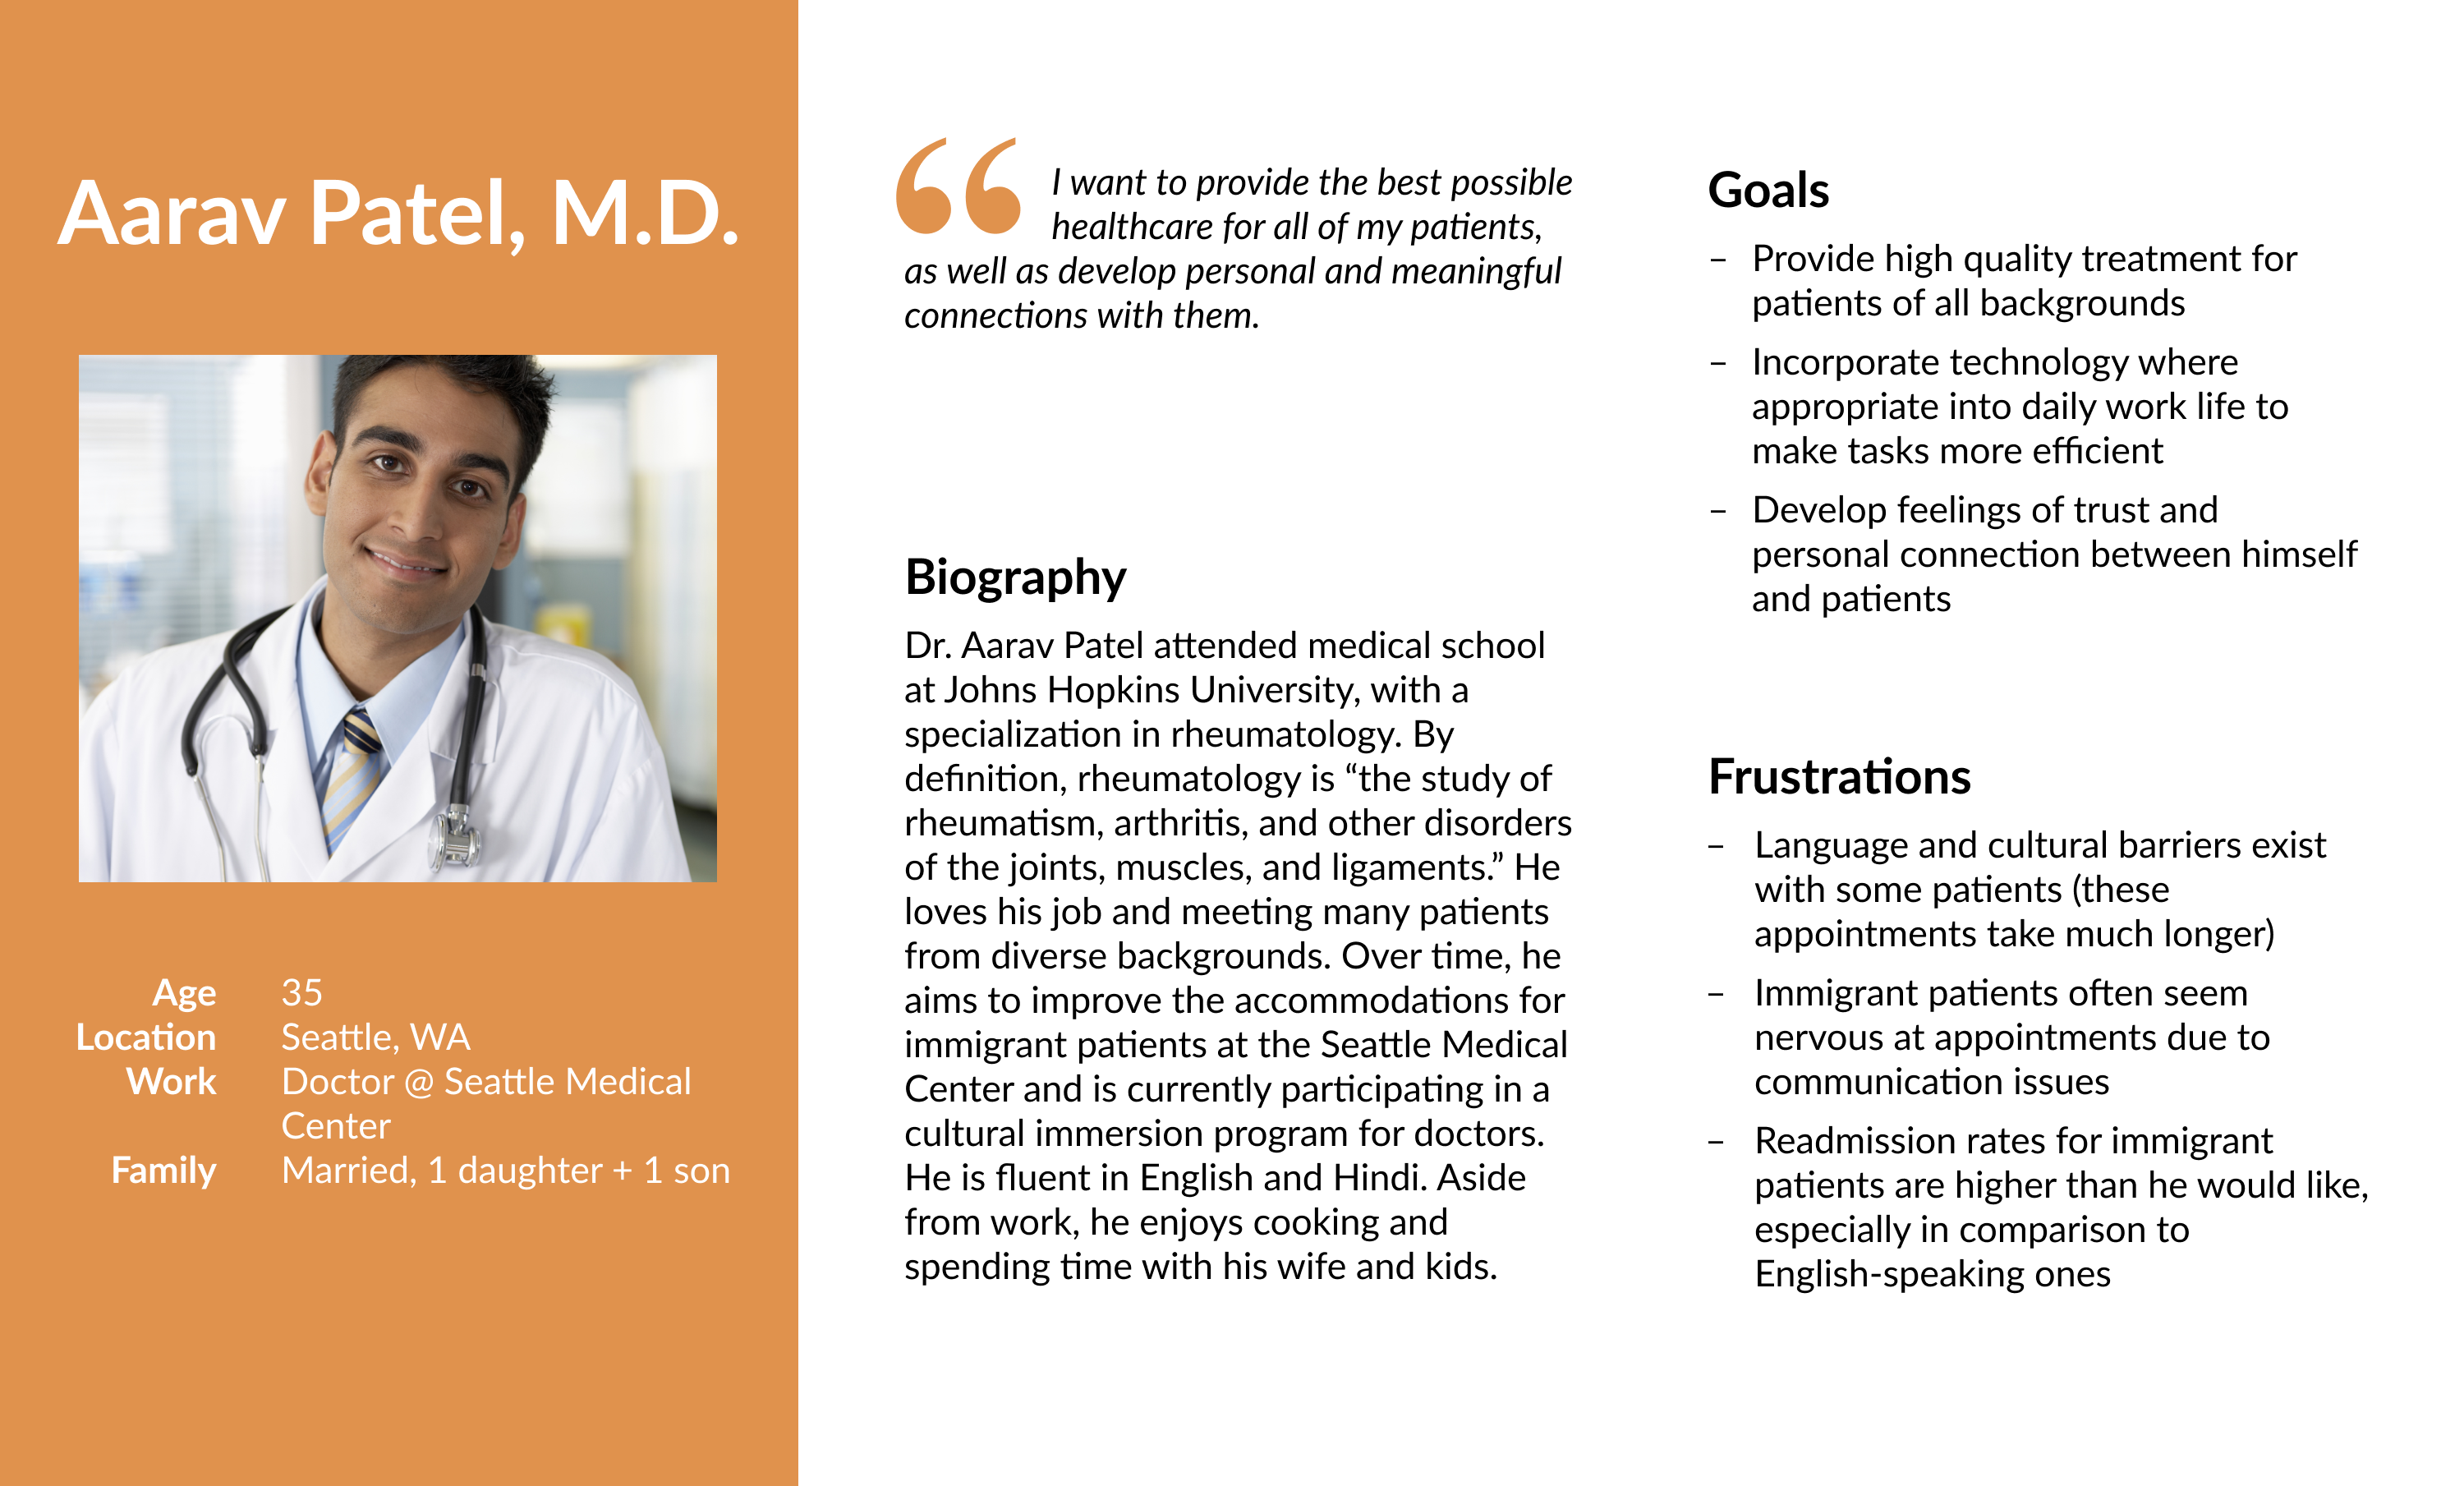 Aarav Patel, M.D.
Age 35
Location Seattle, WA
Work Doctor @ Seattle Medical
Center
Family Married, 1 daughter + 1 son
“ I want to provide the best possible
healthcare for all of my patients,
as well as develop personal and meaningful
connections with them.
Biography
Dr. Aarav Patel attended medical school
at Johns Hopkins University, with a
specialization in rheumatology. By
definition, rheumatology is “the study of
rheumatism, arthritis, and other disorders
of the joints, muscles, and ligaments.” He
loves his job and meeting many patients
from diverse backgrounds. Over time, he
aims to improve the accommodations for
immigrant patients at the Seattle Medical
Center and is currently participating in a
cultural immersion program for doctors.
He is fluent in English and Hindi. Aside
from work, he enjoys cooking and
spending time with his wife and kids.
Goals
– Provide high quality treatment for
patients of all backgrounds
– Incorporate technology where
appropriate into daily work life to
make tasks more efficient
– Develop feelings of trust and
personal connection between himself
and patients
Frustrations
– Language and cultural barriers exist
with some patients (these
appointments take much longer)
– Immigrant patients often seem
nervous at appointments due to
communication issues
– Readmission rates for immigrant
patients are higher than he would like,
especially in comparison to
English-speaking ones